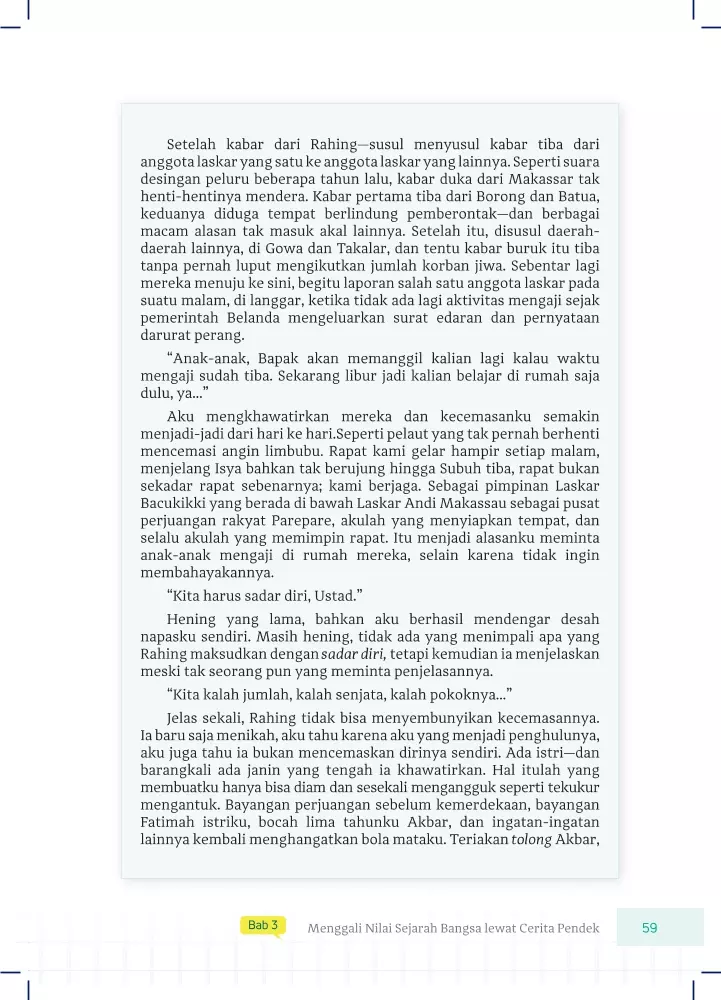 Setelah kabar dari Rahing—susul menyusul kabar tiba dari
anggota laskar yang satu ke anggota laskar yang lainnya. Seperti suara
desingan peluru beberapa tahun lalu, kabar duka dari Makassar tak
henti-hentinya mendera. Kabar pertama tiba dari Borong dan Batua,
keduanya diduga tempat berlindung pemberontak—dan berbagai
macam alasan tak masuk akal lainnya. Setelah itu, disusul daerah-
daerah lainnya, di Gowa dan Takalar, dan tentu kabar buruk itu tiba
tanpa pernah luput mengikutkan jumlah korban jiwa. Sebentar lagi
mereka menuju ke sini, begitu laporan salah satu anggota laskar pada
suatu malam, di langgar, ketika tidak ada lagi aktivitas mengaji sejak
pemerintah Belanda mengeluarkan surat edaran dan pernyataan
darurat perang.
“Anak-anak, Bapak akan memanggil kalian lagi kalau waktu
mengaji sudah tiba. Sekarang libur jadi kalian belajar di rumah saja
dulu, ya...”
Aku mengkhawatirkan mereka dan kecemasanku semakin
menjadi-jadi dari hari ke hari.Seperti pelaut yang tak pernah berhenti
mencemasi angin limbubu. Rapat kami gelar hampir setiap malam,
menjelang Isya bahkan tak berujung hingga Subuh tiba, rapat bukan
sekadar rapat sebenarnya; kami berjaga. Sebagai pimpinan Laskar
Bacukikki yang berada di bawah Laskar Andi Makassau sebagai pusat
perjuangan rakyat Parepare, akulah yang menyiapkan tempat, dan
selalu akulah yang memimpin rapat. Itu menjadi alasanku meminta
anak-anak mengaji di rumah mereka, selain karena tidak ingin
membahayakannya.
“Kita harus sadar diri, Ustad.”
Hening yang lama, bahkan aku berhasil mendengar desah
napasku sendiri. Masih hening, tidak ada yang menimpali apa yang
Rahing maksudkan dengan sadar diri, tetapi kemudian ia menjelaskan
meski tak seorang pun yang meminta penjelasannya.
“Kita kalah jumlah, kalah senjata, kalah pokoknya...”
Jelas sekali, Rahing tidak bisa menyembunyikan kecemasannya.
Ia baru saja menikah, aku tahu karena aku yang menjadi penghulunya,
aku juga tahu ia bukan mencemaskan dirinya sendiri. Ada istri—dan
barangkali ada janin yang tengah ia khawatirkan. Hal itulah yang
membuatku hanya bisa diam dan sesekali mengangguk seperti tekukur
mengantuk. Bayangan perjuangan sebelum kemerdekaan, bayangan
Fatimah istriku, bocah lima tahunku Akbar, dan ingatan-ingatan
lainnya kembali menghangatkan bola mataku. Teriakan tolong Akbar,
Bab 3
Menggali Nilai Sejarah Bangsa lewat Cerita Pendek
59